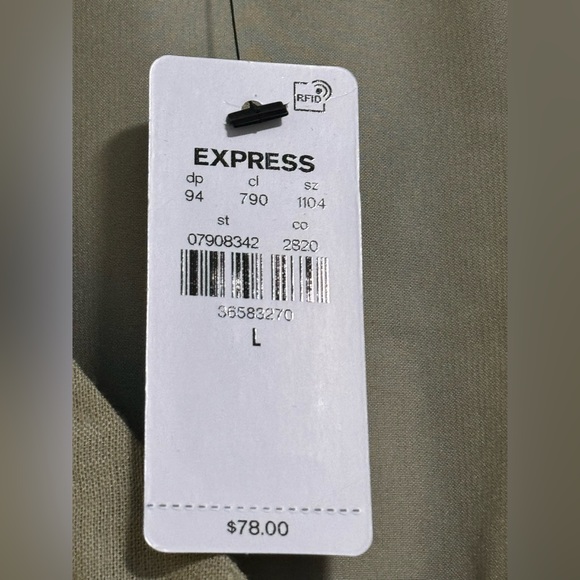 RFID
EXPRESS
dp cl sz
94 790 1104
st co
07908342 2820
36583270
L
$78.00